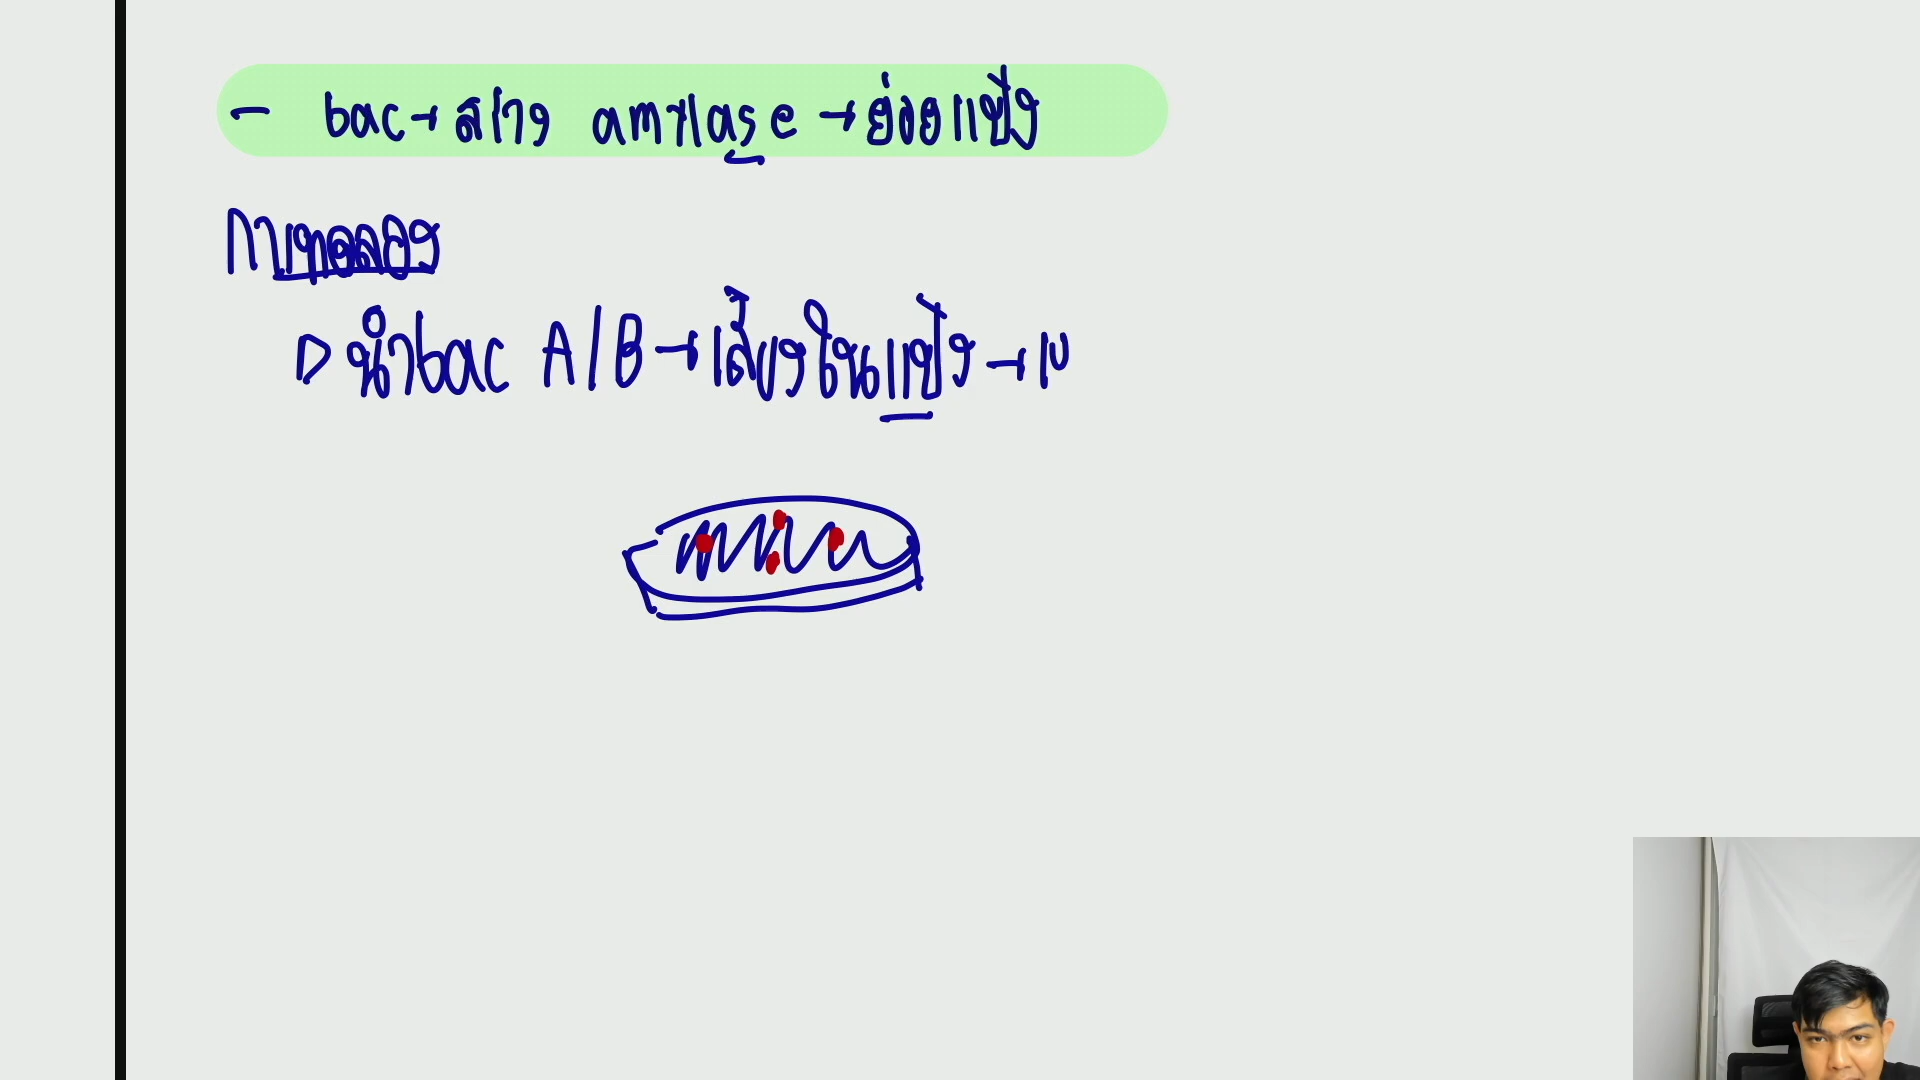 - bac → สร้าง amylase → ย่อยแป้ง
การทดลอง
▷ นำ bac A/B → เลี้ยงในแป้ง →